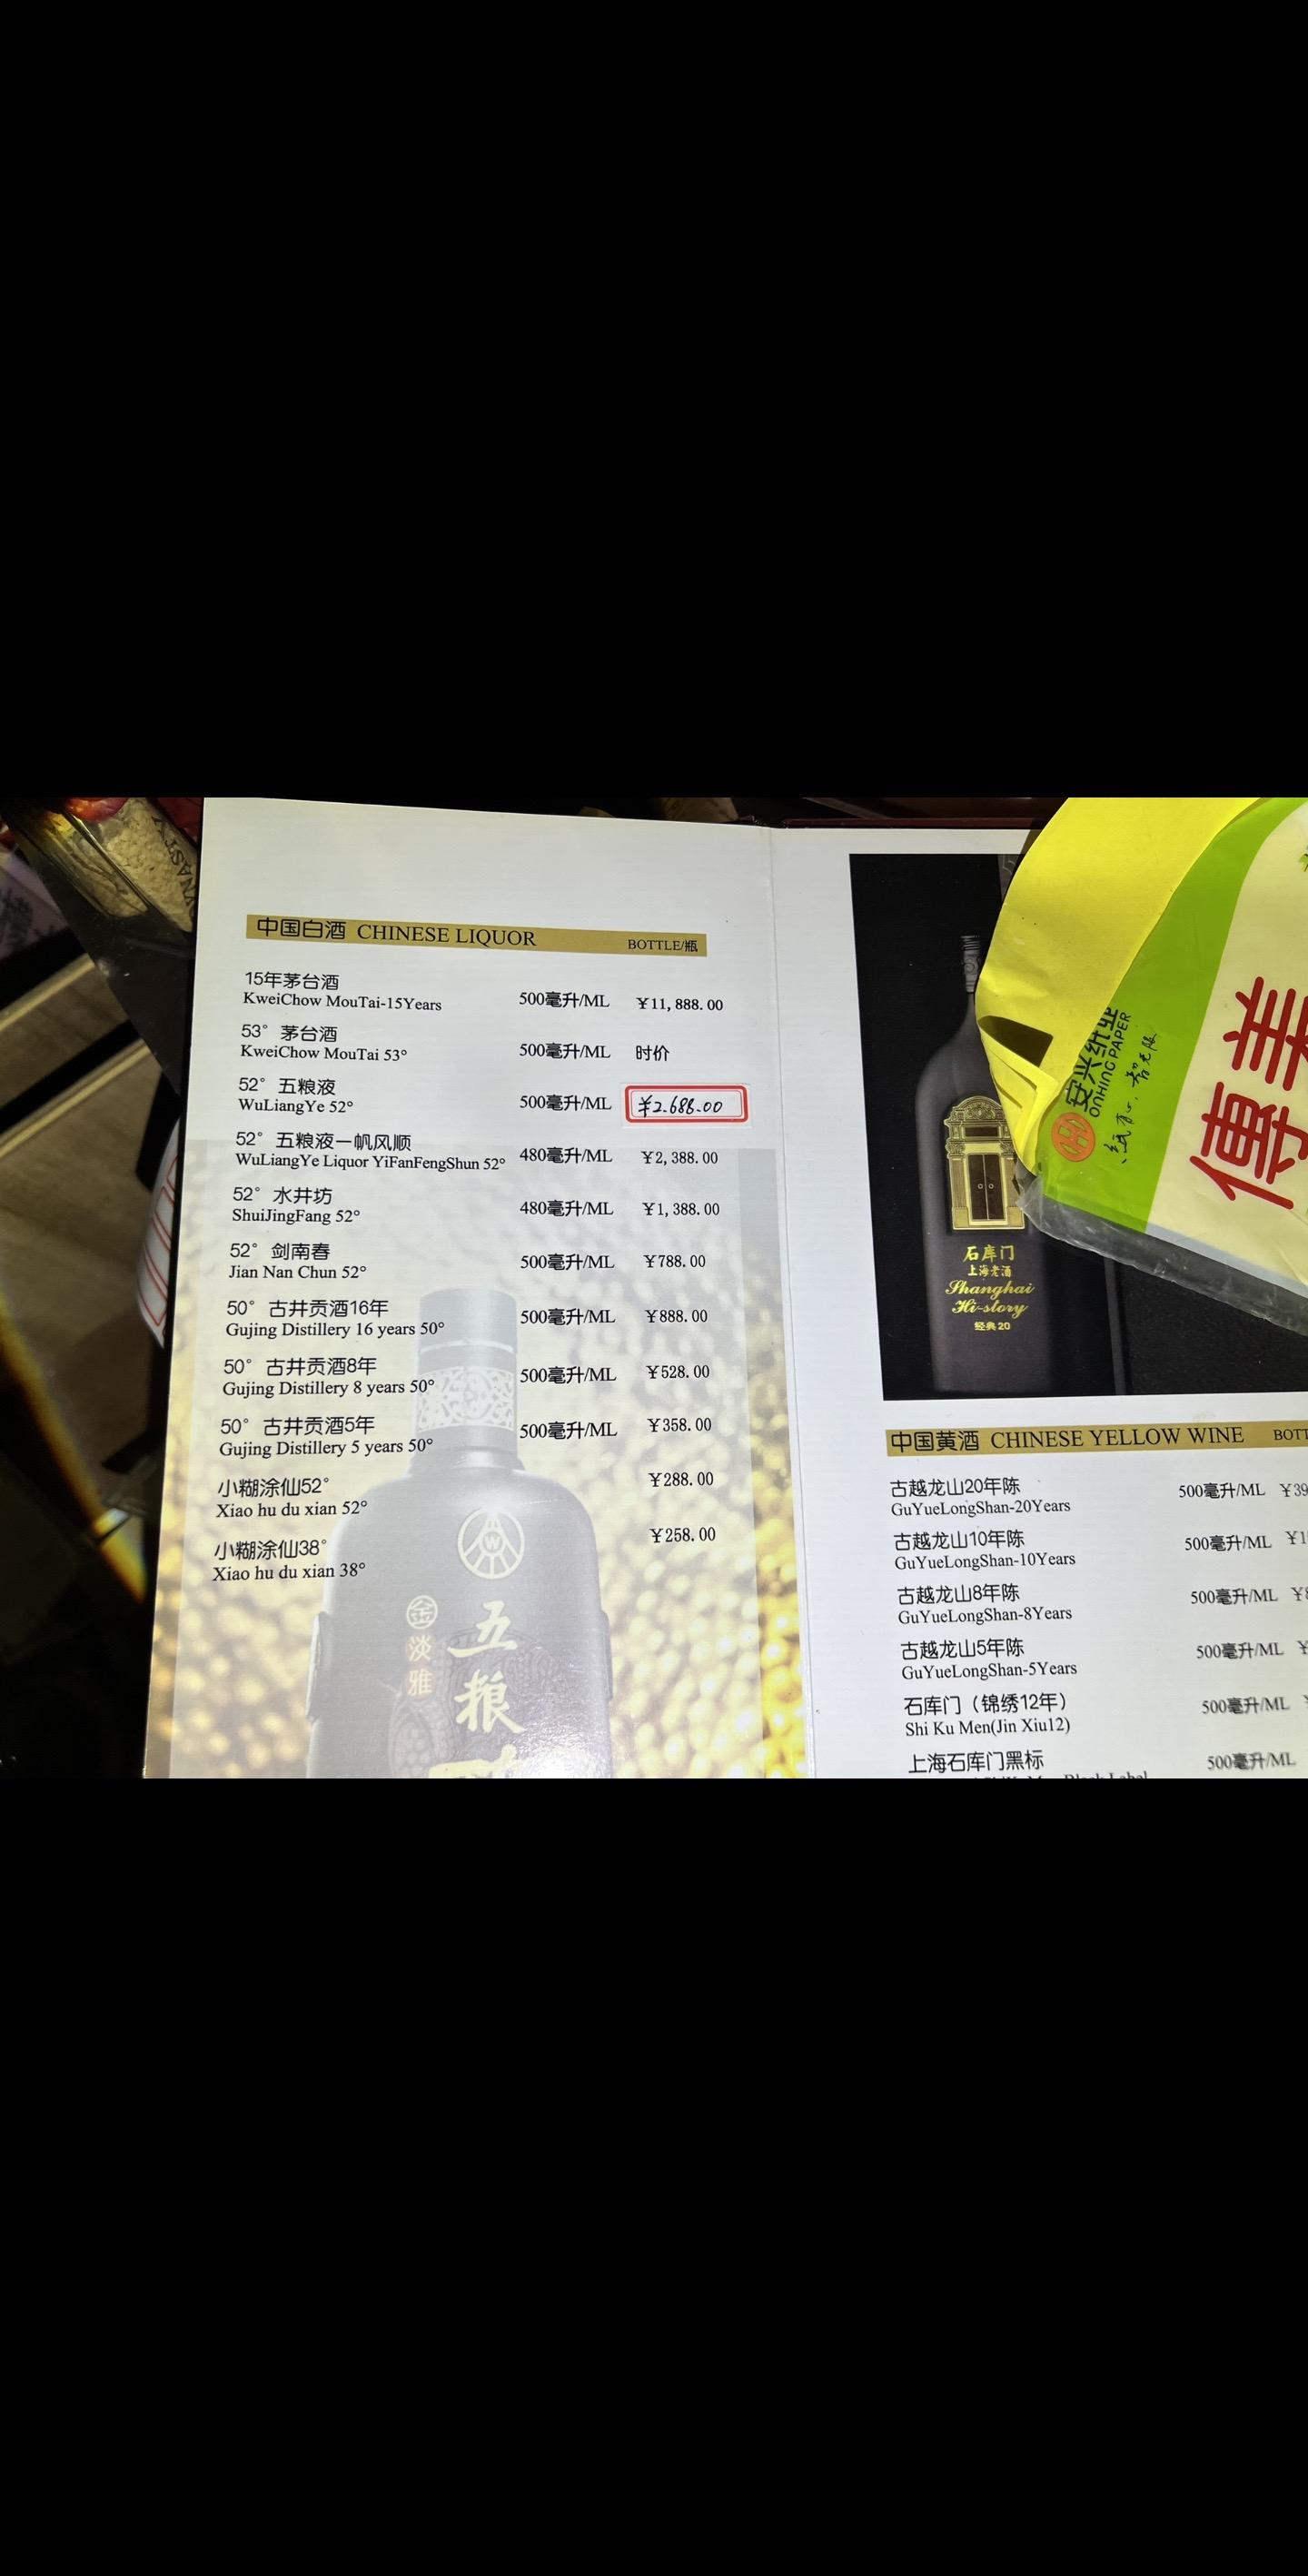 中国白酒 CHINESE LIQUOR BOTTLE/瓶
15年茅台酒
KweiChow MouTai-15Years 500毫升/ML ¥11,888.00
53° 茅台酒
KweiChow MouTai 53° 500毫升/ML 时价
52° 五粮液
WuLiangYe 52° 500毫升/ML ¥2.688.00
52° 五粮液一帆风顺
WuLiangYe Liquor YiFanFengShun 52° 480毫升/ML ¥2,388.00
52° 水井坊
ShuiJingFang 52° 480毫升/ML ¥1,388.00
52° 剑南春
Jian Nan Chun 52° 500毫升/ML ¥788.00
50° 古井贡酒16年
Gujing Distillery 16 years 50° 500毫升/ML ¥888.00
50° 古井贡酒8年
Gujing Distillery 8 years 50° 500毫升/ML ¥528.00
50° 古井贡酒5年
Gujing Distillery 5 years 50° 500毫升/ML ¥358.00
小糊涂仙52°
Xiao hu du xian 52° ¥288.00
小糊涂仙38°
Xiao hu du xian 38° ¥258.00
W
金淡雅
五粮
石库门
上海老酒
Shanghai
Hi-story
经典20
安兴纸业
ONHING PAPER
傳美
中国黄酒 CHINESE YELLOW WINE
古越龙山20年陈
GuYueLongShan-20Years 500毫升/ML
古越龙山10年陈
GuYueLongShan-10Years 500毫升/ML
古越龙山8年陈
GuYueLongShan-8Years 500毫升/ML
古越龙山5年陈
GuYueLongShan-5Years 500毫升/ML
石库门（锦绣12年）
Shi Ku Men(Jin Xiu12) 500毫升/ML
上海石库门黑标 500毫升/ML